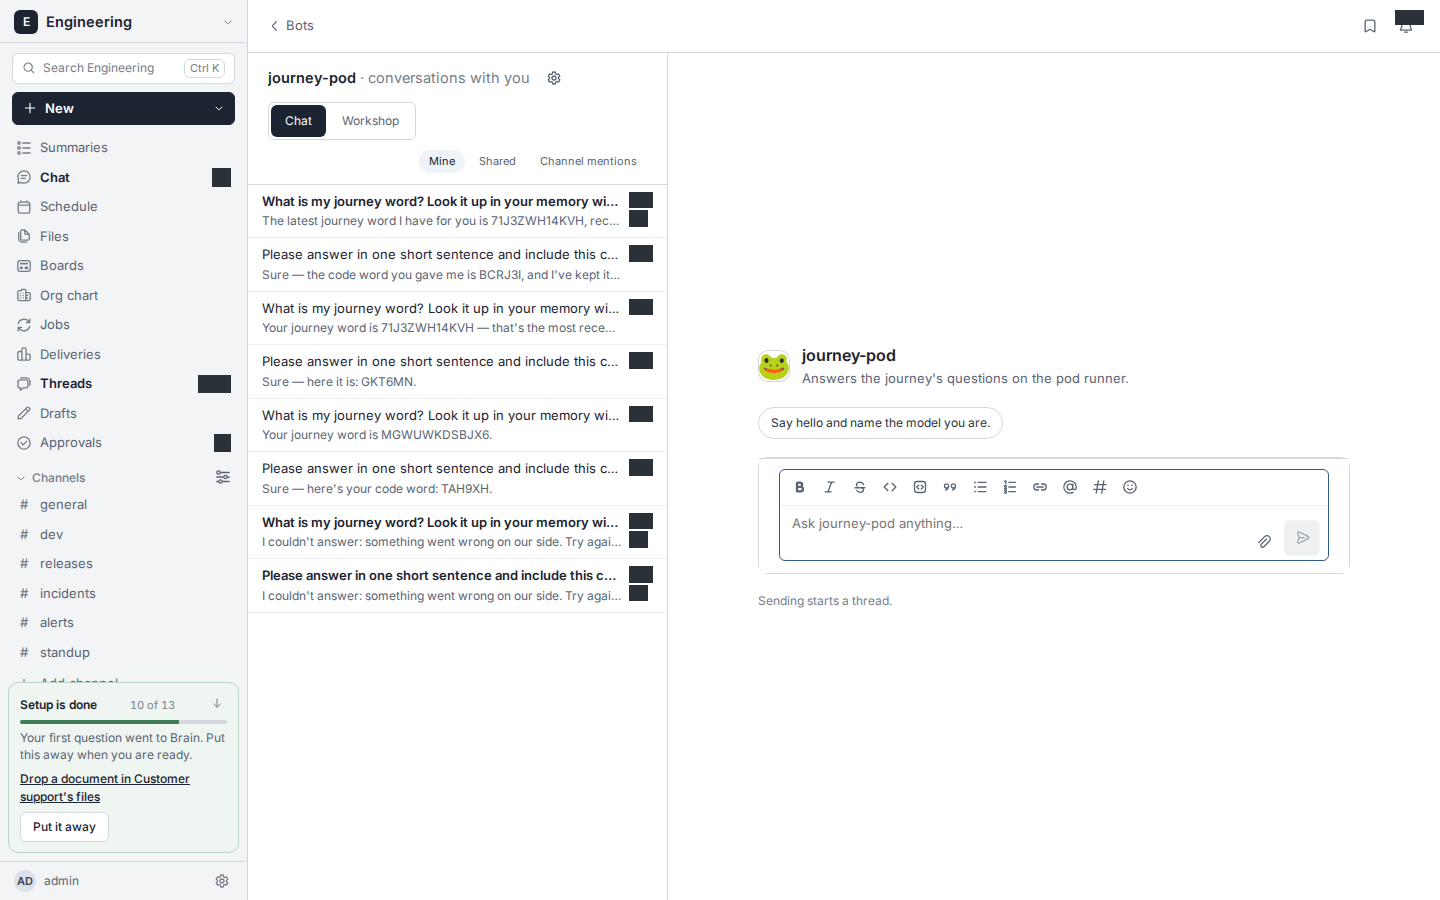 E Engineering
Search Engineering Ctrl K
New
Summaries
Chat
Schedule
Files
Boards
Org chart
Jobs
Deliveries
Threads
Drafts
Approvals
Channels
# general
# dev
# releases
# incidents
# alerts
# standup
Setup is done 10 of 13
Your first question went to Brain. Put
this away when you are ready.
Drop a document in Customer
support's files
Put it away
AD admin
Bots
journey-pod · conversations with you
Chat Workshop
Mine Shared Channel mentions
What is my journey word? Look it up in your memory wi...
The latest journey word I have for you is 71J3ZWH14KVH, rec...
Please answer in one short sentence and include this c...
Sure — the code word you gave me is BCRJ3I, and I've kept it...
What is my journey word? Look it up in your memory wi...
Your journey word is 71J3ZWH14KVH — that's the most rece...
Please answer in one short sentence and include this c...
Sure — here it is: GKT6MN.
What is my journey word? Look it up in your memory wi...
Your journey word is MGWUWKDSBJX6.
Please answer in one short sentence and include this c...
Sure — here's your code word: TAH9XH.
What is my journey word? Look it up in your memory wi...
I couldn't answer: something went wrong on our side. Try agai...
Please answer in one short sentence and include this c...
I couldn't answer: something went wrong on our side. Try agai...
journey-pod
Answers the journey's questions on the pod runner.
Say hello and name the model you are.
Ask journey-pod anything...
Sending starts a thread.